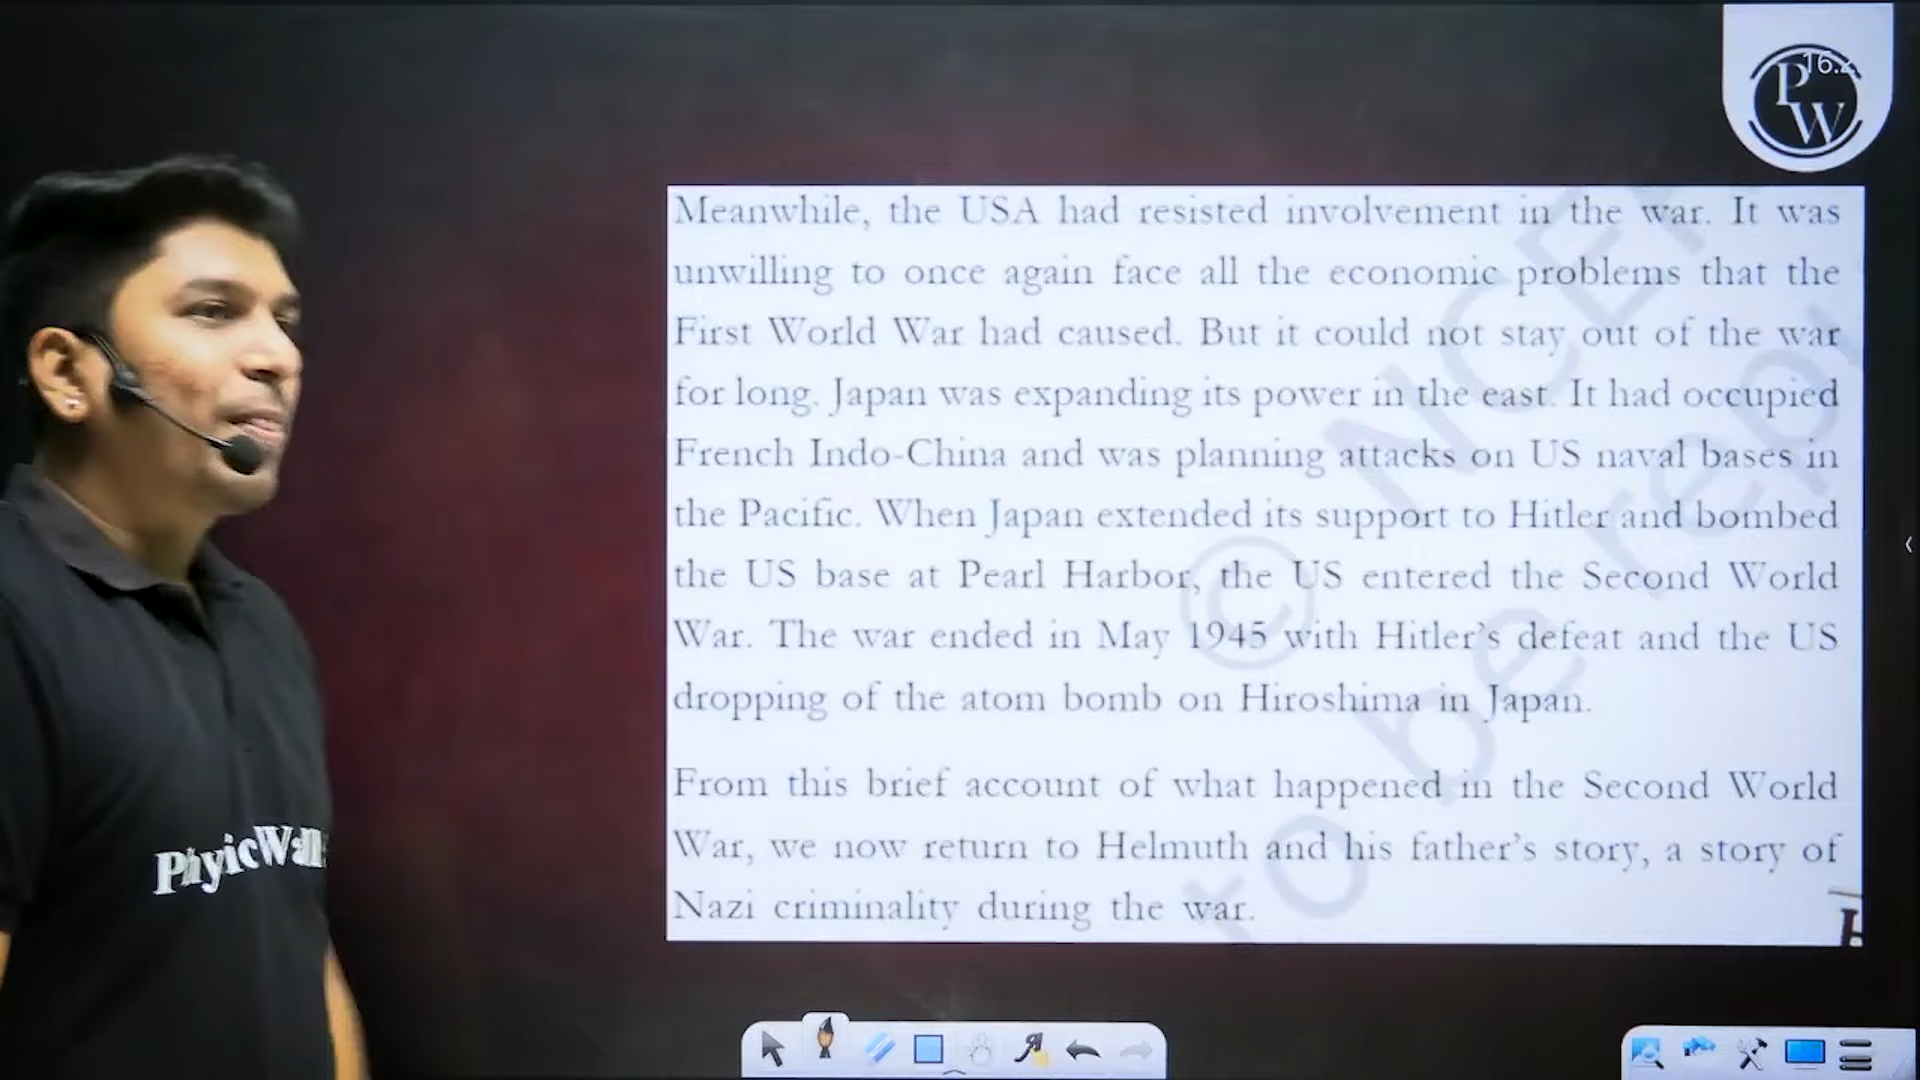 16.
P
W
Meanwhile, the USA had resisted involvement in the war. It was
unwilling to once again face all the economic problems that the
First World War had caused. But it could not stay out of the war
for long. Japan was expanding its power in the east. It had occupied
French Indo-China and was planning attacks on US naval bases in
the Pacific. When Japan extended its support to Hitler and bombed
the US base at Pearl Harbor, the US entered the Second World
War. The war ended in May 1945 with Hitler's defeat and the US
dropping of the atom bomb on Hiroshima in Japan.
From this brief account of what happened in the Second World
War, we now return to Helmuth and his father's story, a story of
Nazi criminality during the war.
© NCE
to be rep